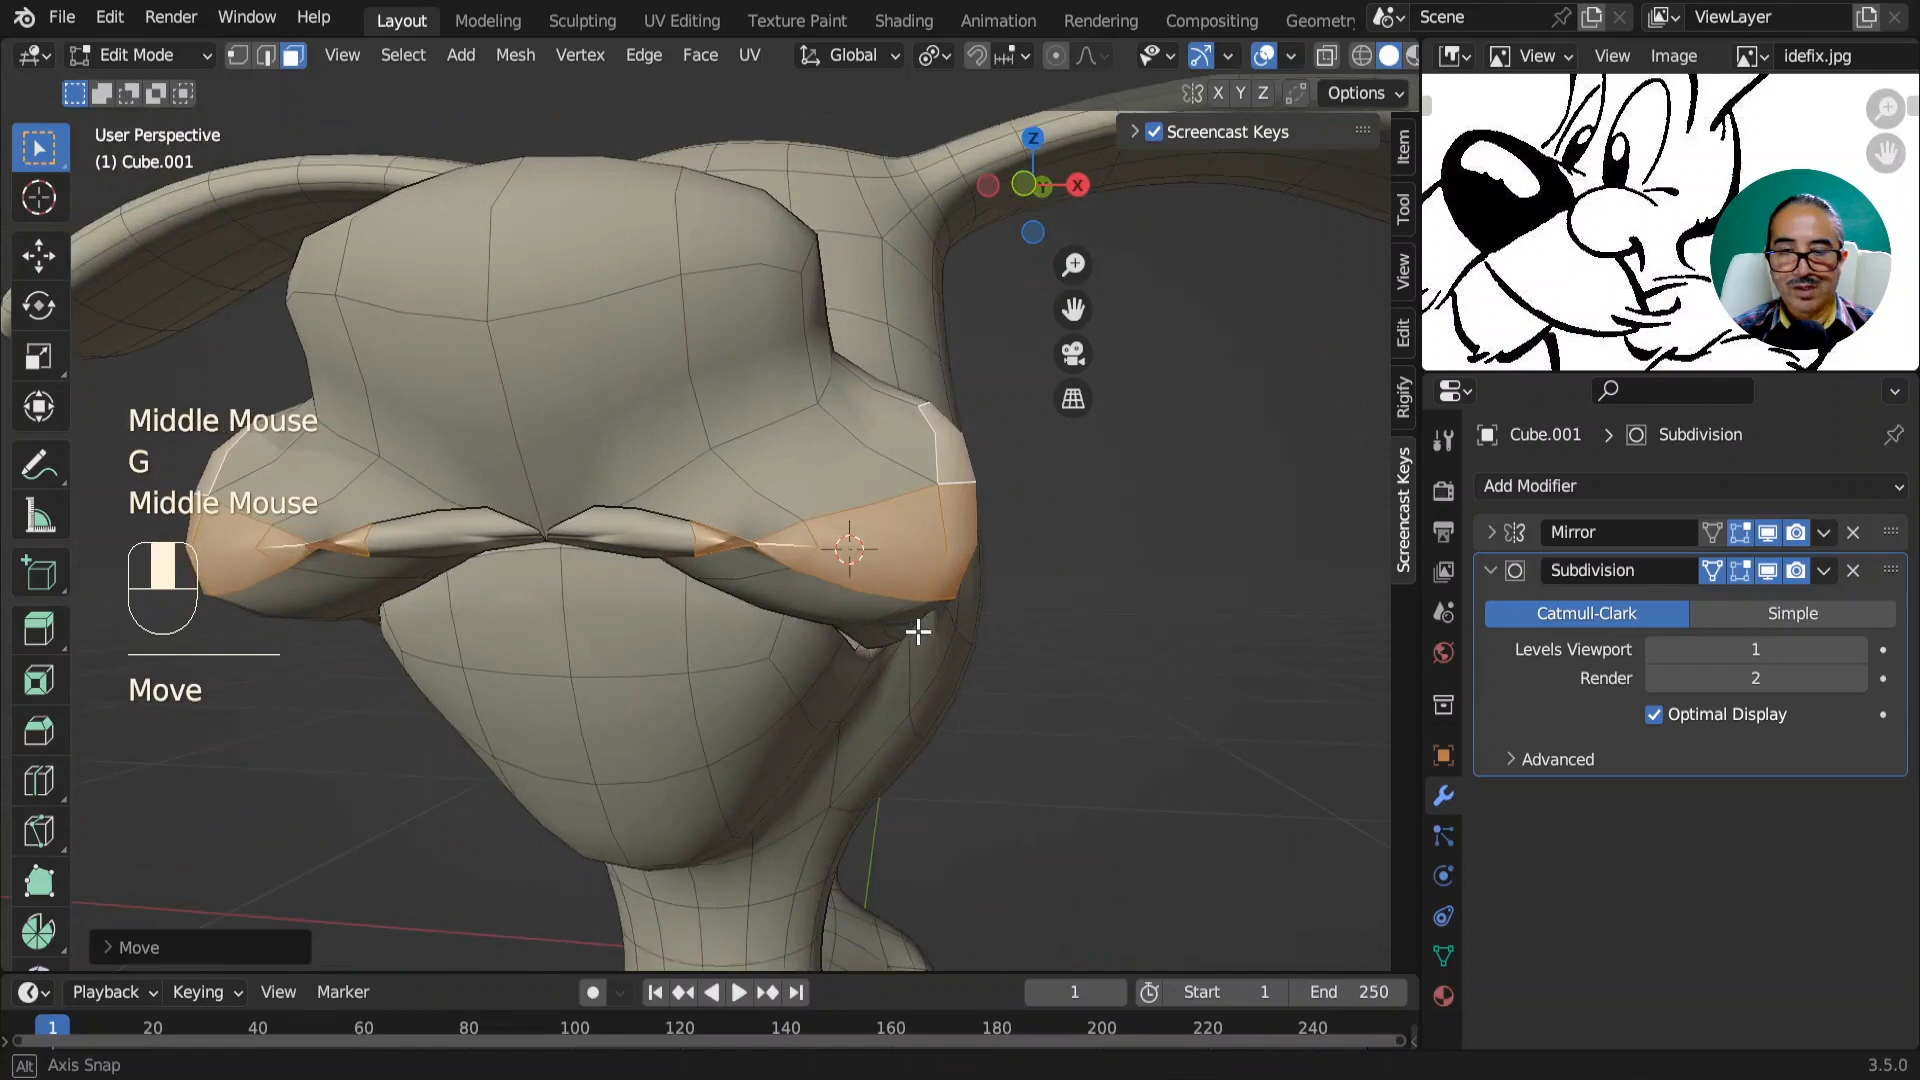 File Edit Render Window Help Layout Modeling Sculpting UV Editing Texture Paint Shading Animation Rendering Compositing Geometr Scene ViewLayer
Edit Mode View Select Add Mesh Vertex Edge Face UV Global View View Image idefix.jpg
X Y Z Options
User Perspective
(1) Cube.001
Screencast Keys
Z
X
Y
Item
Tool
View
Edit
Rigify
Screencast Keys
Middle Mouse
G
Middle Mouse
Move
Move
Cube.001 Subdivision
Add Modifier
Mirror
Subdivision
Catmull-Clark Simple
Levels Viewport 1
Render 2
Optimal Display
Advanced
Playback Keying View Marker 1 Start 1 End 250
1 20 40 60 80 100 120 140 160 180 200 220 240
Alt Axis Snap 3.5.0